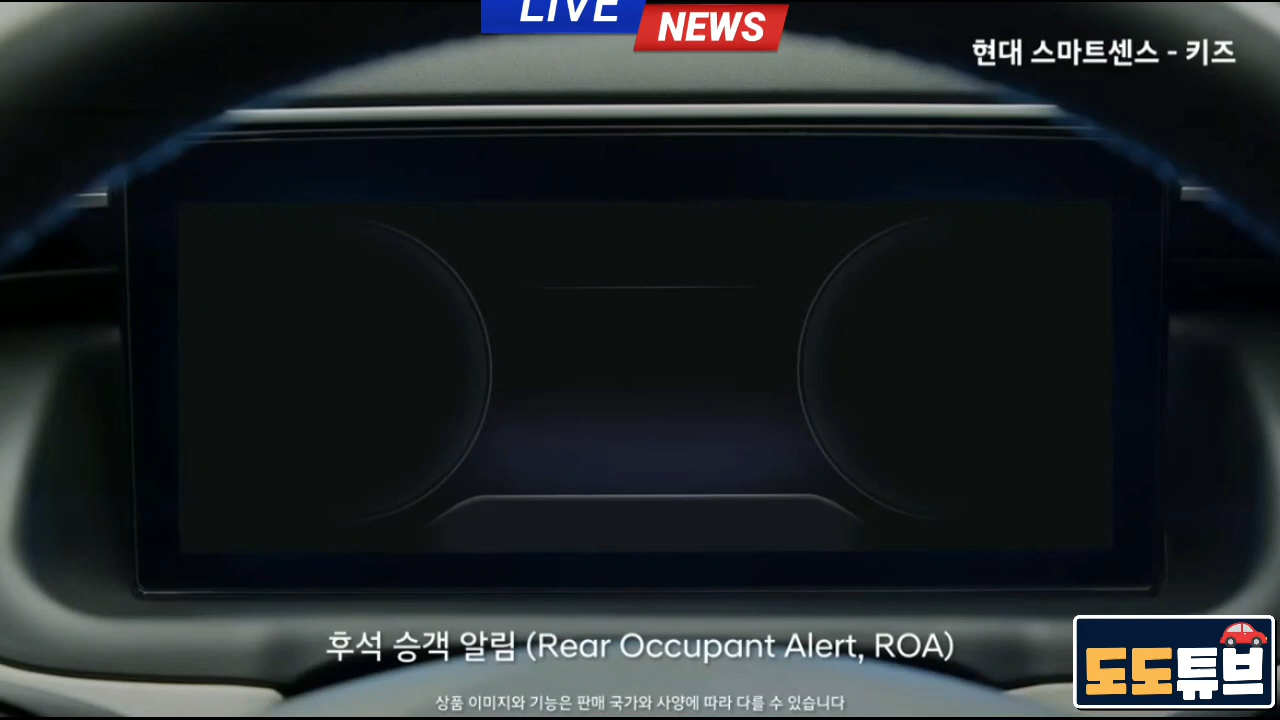 LIVE
NEWS
현대 스마트센스 - 키즈
후석 승객 알림 (Rear Occupant Alert, ROA)
상품 이미지와 기능은 판매 국가와 사양에 따라 다를 수 있습니다
도도튜브